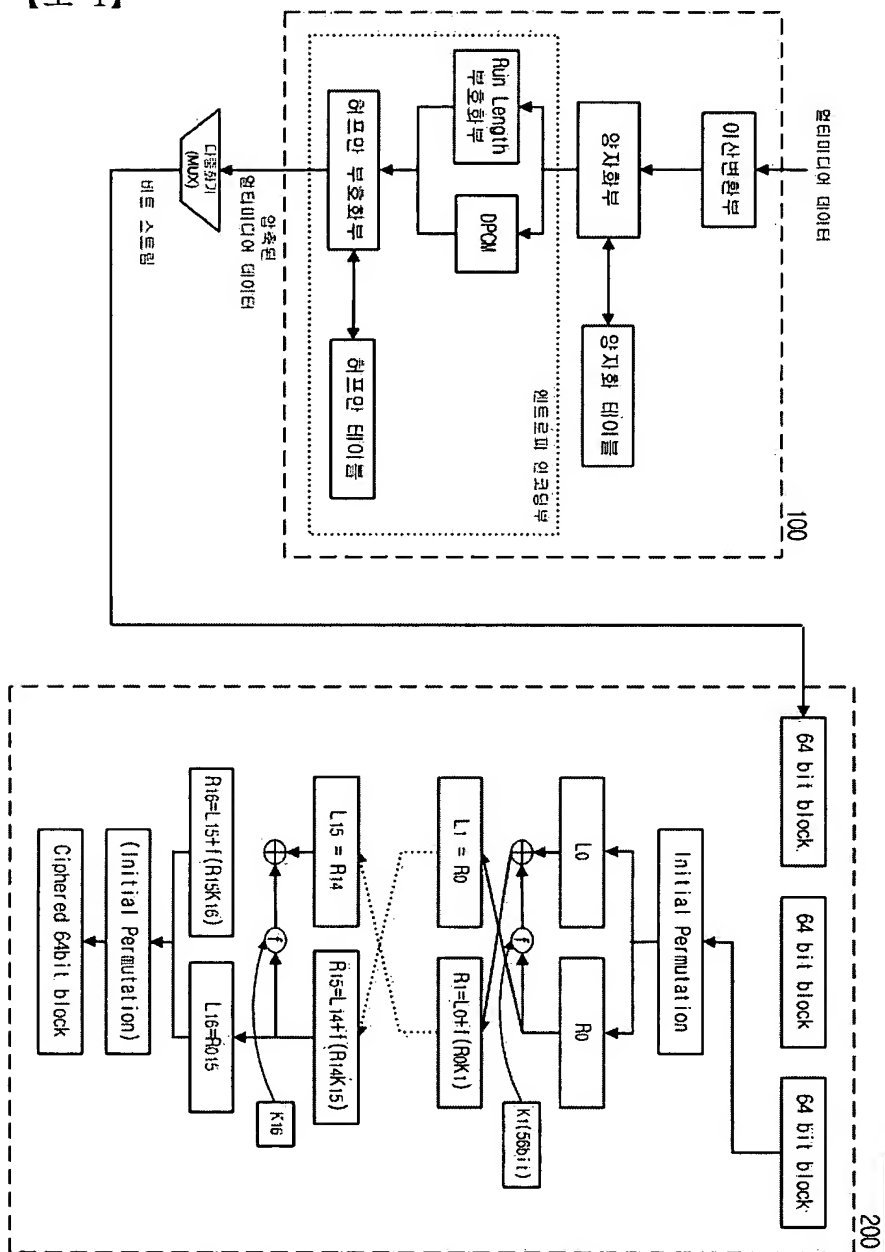 【도 1】
멀티미디어 데이터
100
이산변환부
양자화부
양자화 테이블
엔트로피 인코딩부
Run Length
부호화부
DPCM
허프만 부호화부
허프만 테이블
압축된
멀티미디어 데이터
다중화기
(MUX)
비트 스트림
200
64 bit block
64 bit block
64 bit block
Initial Permutation
L0
R0
K1(56bit)
f
L1 = R0
R1=L0+f(R0K1)
L15 = R14
R15=L14+f(R14K15)
f
K16
R16=L15+f(R15K16)
L16=R015
(Initial Permutation)
Ciphered 64bit block